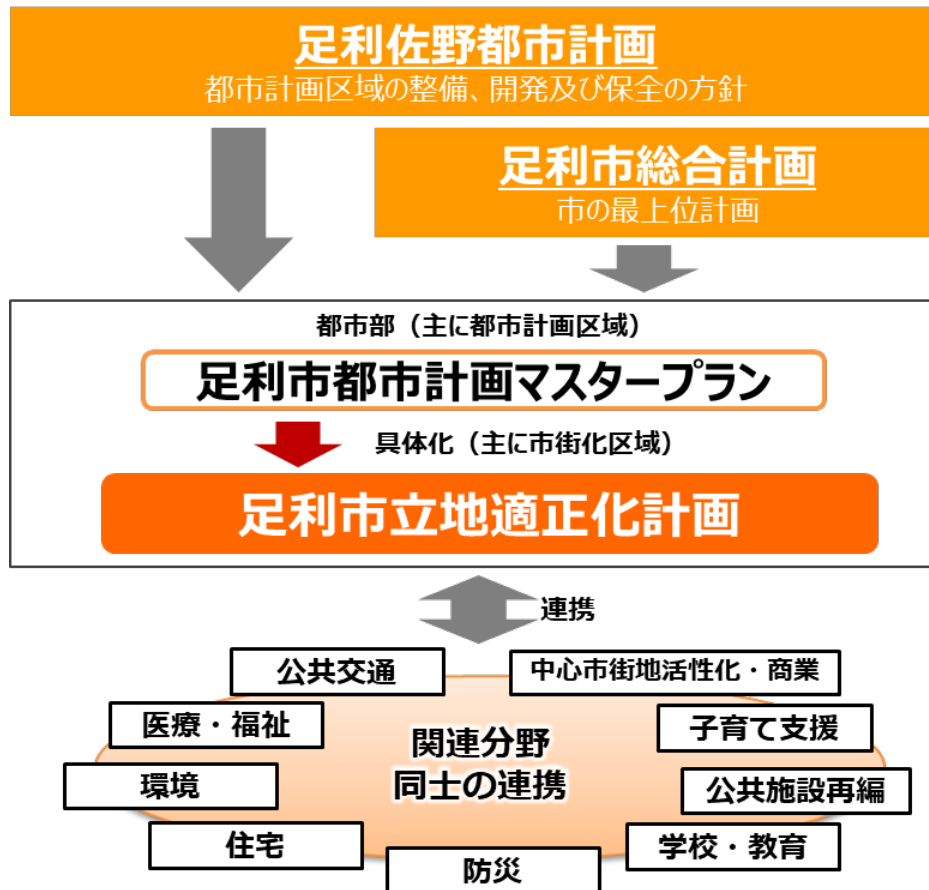 足利佐野都市計画
都市計画区域の整備、開発及び保全の方針
足利市総合計画
市の最上位計画
都市部（主に都市計画区域）
足利市都市計画マスタープラン
具体化（主に市街化区域）
足利市立地適正化計画
連携
公共交通
中心市街地活性化・商業
医療・福祉
子育て支援
関連分野
同士の連携
環境
公共施設再編
住宅
学校・教育
防災